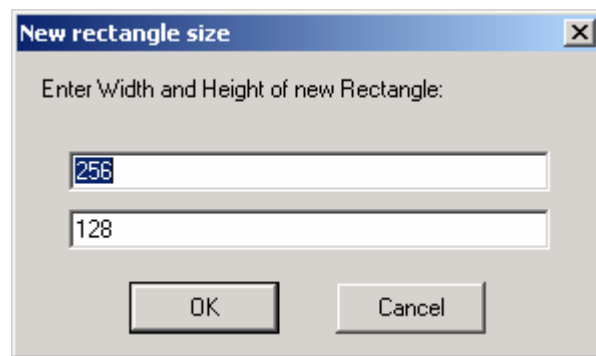 New rectangle size
Enter Width and Height of new Rectangle:
256
128
OK Cancel